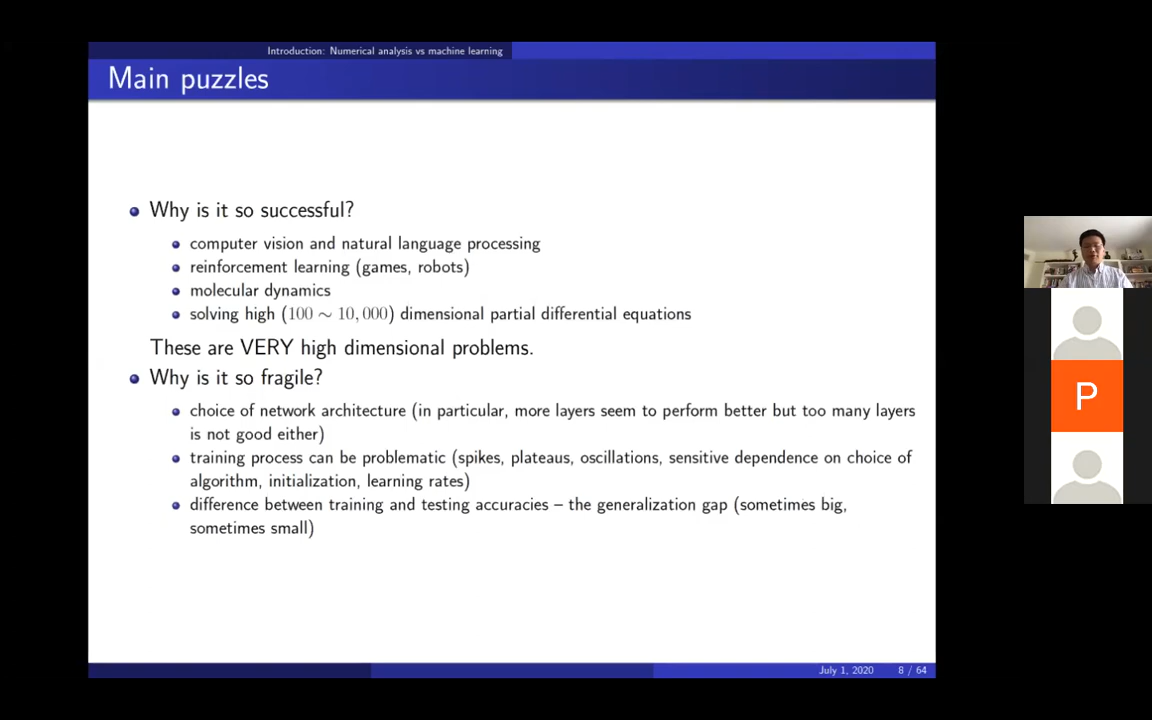 Introduction: Numerical analysis vs machine learning
Main puzzles
Why is it so successful?
computer vision and natural language processing
reinforcement learning (games, robots)
molecular dynamics
solving high (100 ∼ 10, 000) dimensional partial differential equations
These are VERY high dimensional problems.
Why is it so fragile?
choice of network architecture (in particular, more layers seem to perform better but too many layers
is not good either)
training process can be problematic (spikes, plateaus, oscillations, sensitive dependence on choice of
algorithm, initialization, learning rates)
difference between training and testing accuracies – the generalization gap (sometimes big,
sometimes small)
July 1, 2020 8 / 64
P